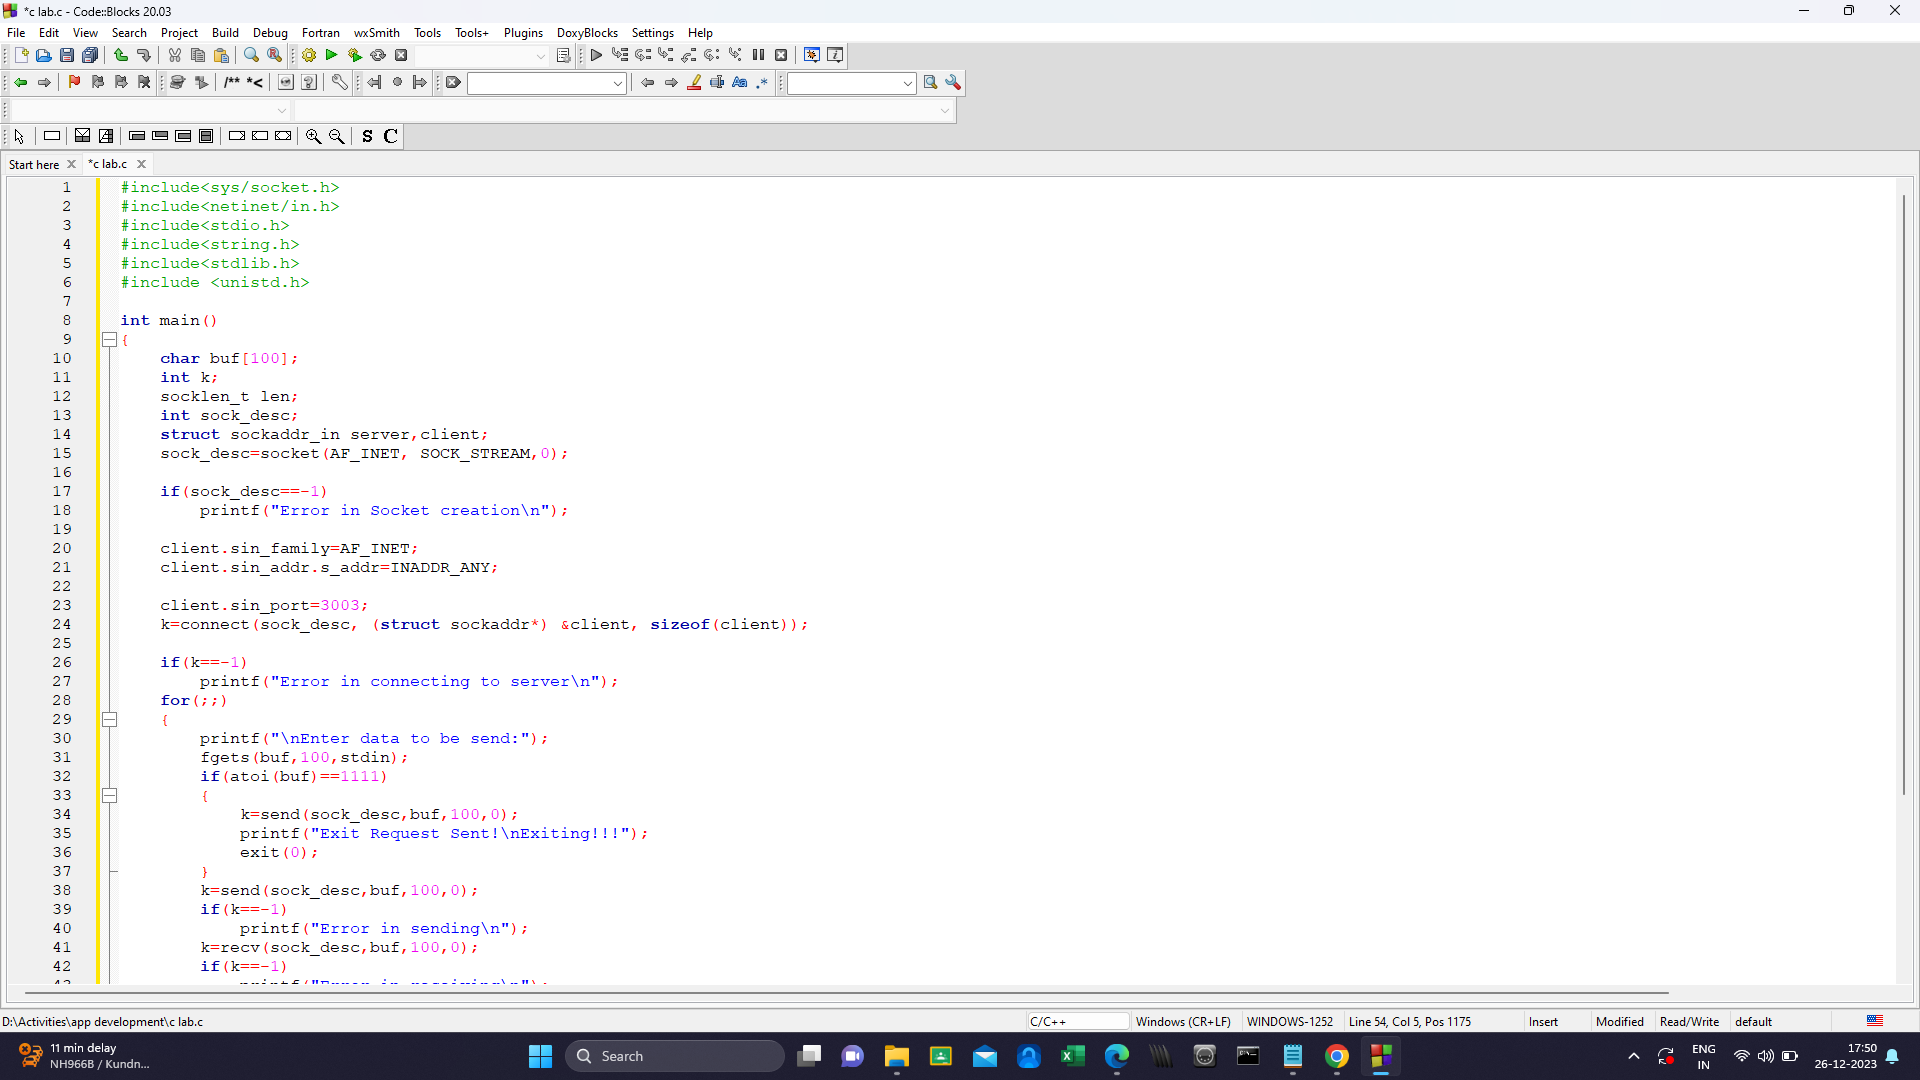 *c lab.c - Code::Blocks 20.03
File Edit View Search Project Build Debug Fortran wxSmith Tools Tools+ Plugins DoxyBlocks Settings Help
/** *<
Aa .*
S C
Start here *c lab.c
1 #include<sys/socket.h>
2 #include<netinet/in.h>
3 #include<stdio.h>
4 #include<string.h>
5 #include<stdlib.h>
6 #include <unistd.h>
7
8 int main()
9 {
10 char buf[100];
11 int k;
12 socklen_t len;
13 int sock_desc;
14 struct sockaddr_in server,client;
15 sock_desc=socket(AF_INET, SOCK_STREAM,0);
16
17 if(sock_desc==-1)
18 printf("Error in Socket creation\n");
19
20 client.sin_family=AF_INET;
21 client.sin_addr.s_addr=INADDR_ANY;
22
23 client.sin_port=3003;
24 k=connect(sock_desc, (struct sockaddr*) &client, sizeof(client));
25
26 if(k==-1)
27 printf("Error in connecting to server\n");
28 for(;;)
29 {
30 printf("\nEnter data to be send:");
31 fgets(buf,100,stdin);
32 if(atoi(buf)==1111)
33 {
34 k=send(sock_desc,buf,100,0);
35 printf("Exit Request Sent!\nExiting!!!");
36 exit(0);
37 }
38 k=send(sock_desc,buf,100,0);
39 if(k==-1)
40 printf("Error in sending\n");
41 k=recv(sock_desc,buf,100,0);
42 if(k==-1)
43 printf("Error in receiving\n");
D:\Activities\app development\c lab.c C/C++ Windows (CR+LF) WINDOWS-1252 Line 54, Col 5, Pos 1175 Insert Modified Read/Write default
11 min delay
NH966B / Kundn...
Search
ENG
IN
17:50
26-12-2023